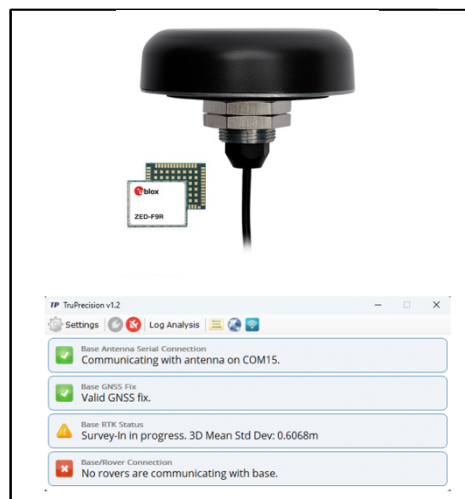 ublox
ZED-F9R
TP TruPrecision v1.2
Settings Log Analysis
Base Antenna Serial Connection
Communicating with antenna on COM15.
Base GNSS Fix
Valid GNSS fix.
Base RTK Status
Survey-In in progress. 3D Mean Std Dev: 0.6068m
Base/Rover Connection
No rovers are communicating with base.